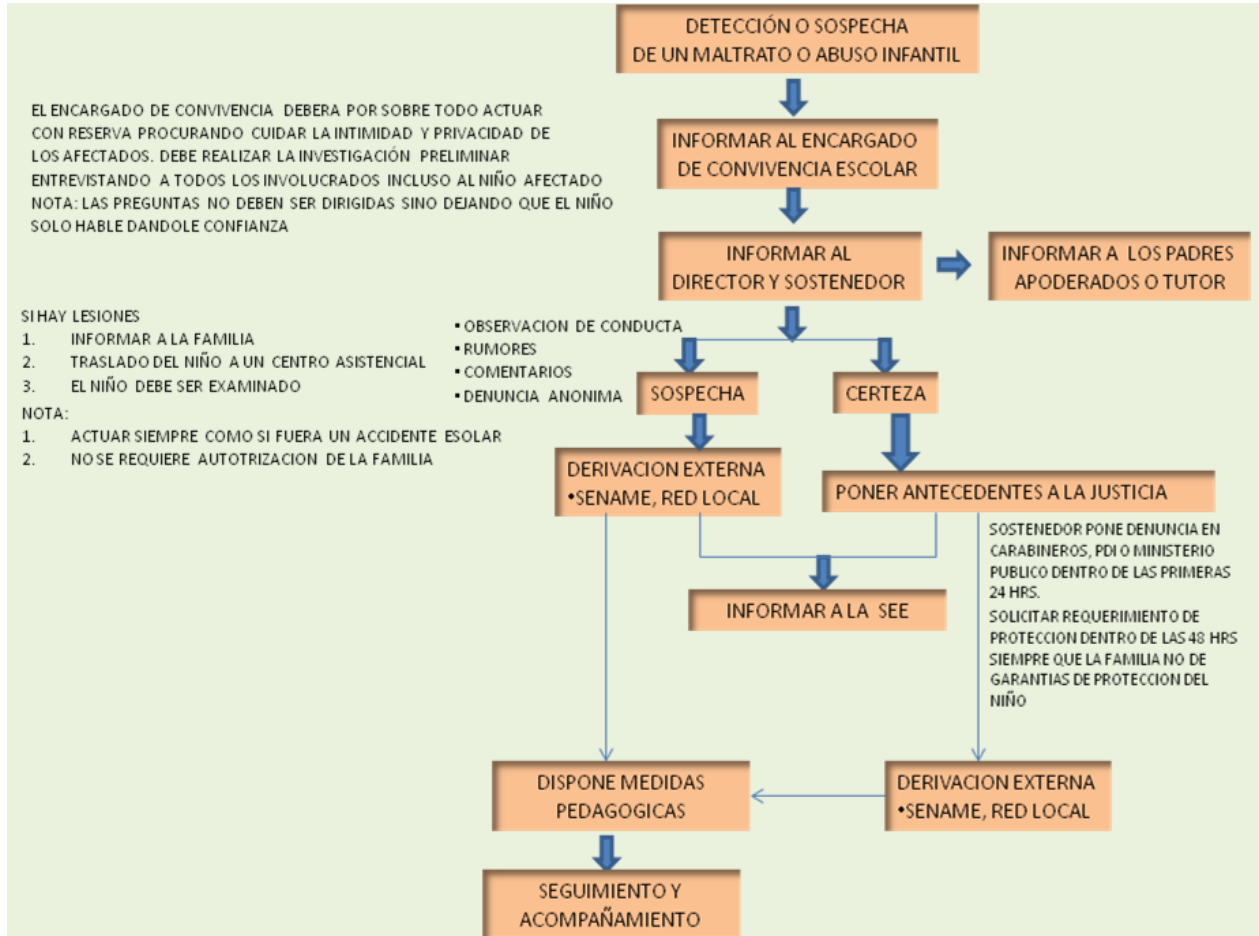 DETECCIÓN O SOSPECHA
DE UN MALTRATO O ABUSO INFANTIL
EL ENCARGADO DE CONVIVENCIA DEBERA POR SOBRE TODO ACTUAR
CON RESERVA PROCURANDO CUIDAR LA INTIMIDAD Y PRIVACIDAD DE
LOS AFECTADOS. DEBE REALIZAR LA INVESTIGACIÓN PRELIMINAR
ENTREVISTANDO A TODOS LOS INVOLUCRADOS INCLUSO AL NIÑO AFECTADO
NOTA: LAS PREGUNTAS NO DEBEN SER DIRIGIDAS SINO DEJANDO QUE EL NIÑO
SOLO HABLE DANDOLE CONFIANZA
INFORMAR AL ENCARGADO
DE CONVIVENCIA ESCOLAR
INFORMAR AL
DIRECTOR Y SOSTENEDOR
INFORMAR A LOS PADRES
APODERADOS O TUTOR
SI HAY LESIONES
1. INFORMAR A LA FAMILIA
2. TRASLADO DEL NIÑO A UN CENTRO ASISTENCIAL
3. EL NIÑO DEBE SER EXAMINADO
NOTA:
1. ACTUAR SIEMPRE COMO SI FUERA UN ACCIDENTE ESOLAR
2. NO SE REQUIERE AUTOTRIZACION DE LA FAMILIA
▪ OBSERVACION DE CONDUCTA
▪ RUMORES
▪ COMENTARIOS
▪ DENUNCIA ANONIMA
SOSPECHA
CERTEZA
DERIVACION EXTERNA
•SENAME, RED LOCAL
PONER ANTECEDENTES A LA JUSTICIA
SOSTENEDOR PONE DENUNCIA EN
CARABINEROS, PDI O MINISTERIO
PUBLICO DENTRO DE LAS PRIMERAS
24 HRS.
SOLICITAR REQUERIMIENTO DE
PROTECCION DENTRO DE LAS 48 HRS
SIEMPRE QUE LA FAMILIA NO DE
GARANTIAS DE PROTECCION DEL
NIÑO
INFORMAR A LA SEE
DISPONE MEDIDAS
PEDAGOGICAS
DERIVACION EXTERNA
•SENAME, RED LOCAL
SEGUIMIENTO Y
ACOMPAÑAMIENTO